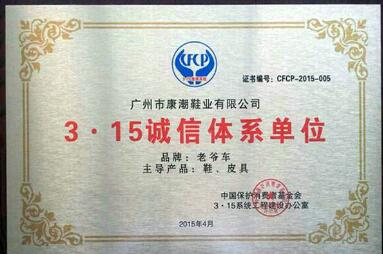 CFCP
证书编号：CFCP-2015-005
广州市康潮鞋业有限公司
3·15诚信体系单位
品牌：老爷车
主导产品：鞋、皮具
中国保护消费者基金会
3·15系统工程建设办公室
2015年4月